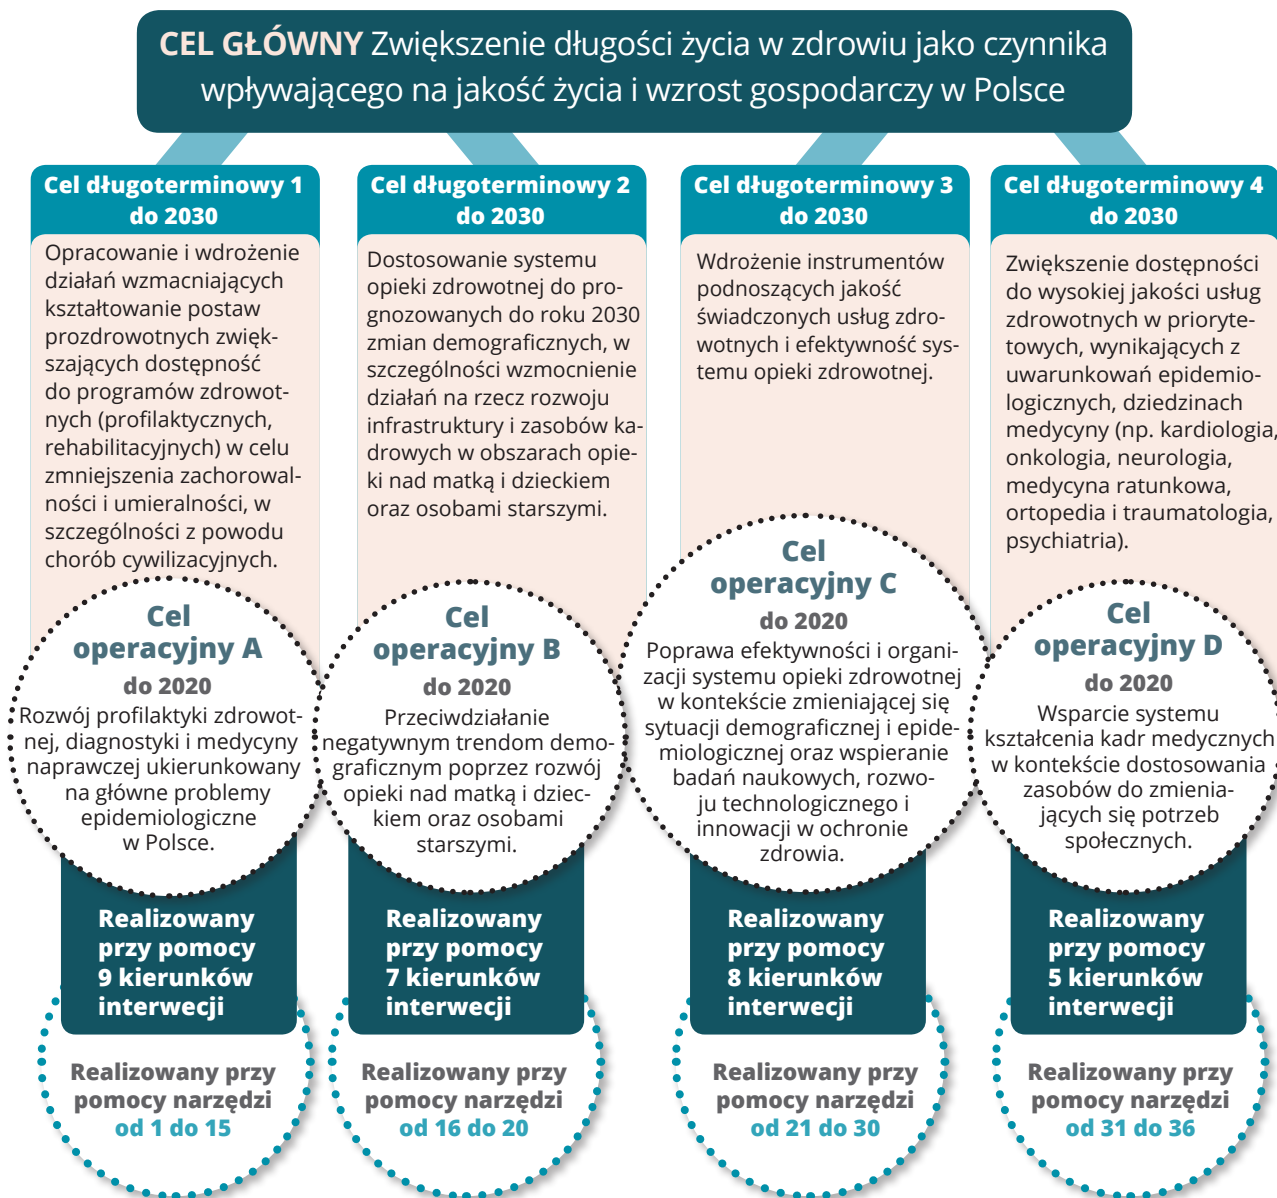 CEL GŁÓWNY Zwiększenie długości życia w zdrowiu jako czynnika
wpływającego na jakość życia i wzrost gospodarczy w Polsce
Cel długoterminowy 1
do 2030
Opracowanie i wdrożenie
działań wzmacniających
kształtowanie postaw
prozdrowotnych zwięk-
szających dostępność
do programów zdrowot-
nych (profilaktycznych,
rehabilitacyjnych) w celu
zmniejszenia zachorowal-
ności i umieralności, w
szczególności z powodu
chorób cywilizacyjnych.
Cel
operacyjny A
do 2020
Rozwój profilaktyki zdrowot-
nej, diagnostyki i medycyny
naprawczej ukierunkowany
na główne problemy
epidemiologiczne
w Polsce.
Realizowany
przy pomocy
9 kierunków
interwecji
Realizowany przy
pomocy narzędzi
od 1 do 15
Cel długoterminowy 2
do 2030
Dostosowanie systemu
opieki zdrowotnej do pro-
gnozowanych do roku 2030
zmian demograficznych, w
szczególności wzmocnienie
działań na rzecz rozwoju
infrastruktury i zasobów ka-
drowych w obszarach opie-
ki nad matką i dzieckiem
oraz osobami starszymi.
Cel
operacyjny B
do 2020
Przeciwdziałanie
negatywnym trendom demo-
graficznym poprzez rozwój
opieki nad matką i dziec-
kiem oraz osobami
starszymi.
Realizowany
przy pomocy
7 kierunków
interwecji
Realizowany przy
pomocy narzędzi
od 16 do 20
Cel długoterminowy 3
do 2030
Wdrożenie instrumentów
podnoszących jakość
świadczonych usług zdro-
wotnych i efektywność sys-
temu opieki zdrowotnej.
Cel
operacyjny C
do 2020
Poprawa efektywności i organi-
zacji systemu opieki zdrowotnej
w kontekście zmieniającej się
sytuacji demograficznej i epide-
miologicznej oraz wspieranie
badań naukowych, rozwo-
ju technologicznego i
innowacji w ochronie
zdrowia.
Realizowany
przy pomocy
8 kierunków
interwecji
Realizowany przy
pomocy narzędzi
od 21 do 30
Cel długoterminowy 4
do 2030
Zwiększenie dostępności
do wysokiej jakości usług
zdrowotnych w prioryte-
towych, wynikających z
uwarunkowań epidemio-
logicznych, dziedzinach
medycyny (np. kardiologia,
onkologia, neurologia,
medycyna ratunkowa,
ortopedia i traumatologia,
psychiatria).
Cel
operacyjny D
do 2020
Wsparcie systemu
kształcenia kadr medycznych
w kontekście dostosowania
zasobów do zmienia-
jących się potrzeb
społecznych.
Realizowany
przy pomocy
5 kierunków
interwecji
Realizowany przy
pomocy narzędzi
od 31 do 36